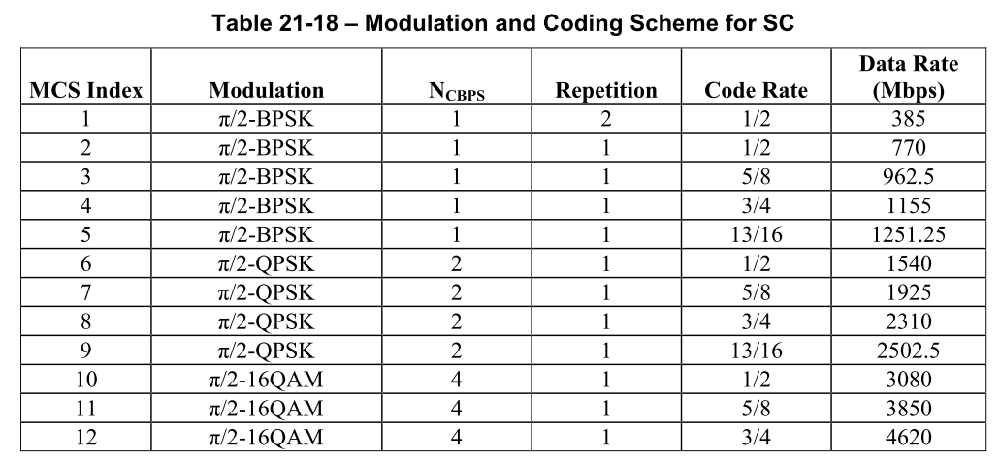 Table 21-18 – Modulation and Coding Scheme for SC
MCS Index Modulation N_CBPS Repetition Code Rate Data Rate (Mbps)
1 π/2-BPSK 1 2 1/2 385
2 π/2-BPSK 1 1 1/2 770
3 π/2-BPSK 1 1 5/8 962.5
4 π/2-BPSK 1 1 3/4 1155
5 π/2-BPSK 1 1 13/16 1251.25
6 π/2-QPSK 2 1 1/2 1540
7 π/2-QPSK 2 1 5/8 1925
8 π/2-QPSK 2 1 3/4 2310
9 π/2-QPSK 2 1 13/16 2502.5
10 π/2-16QAM 4 1 1/2 3080
11 π/2-16QAM 4 1 5/8 3850
12 π/2-16QAM 4 1 3/4 4620